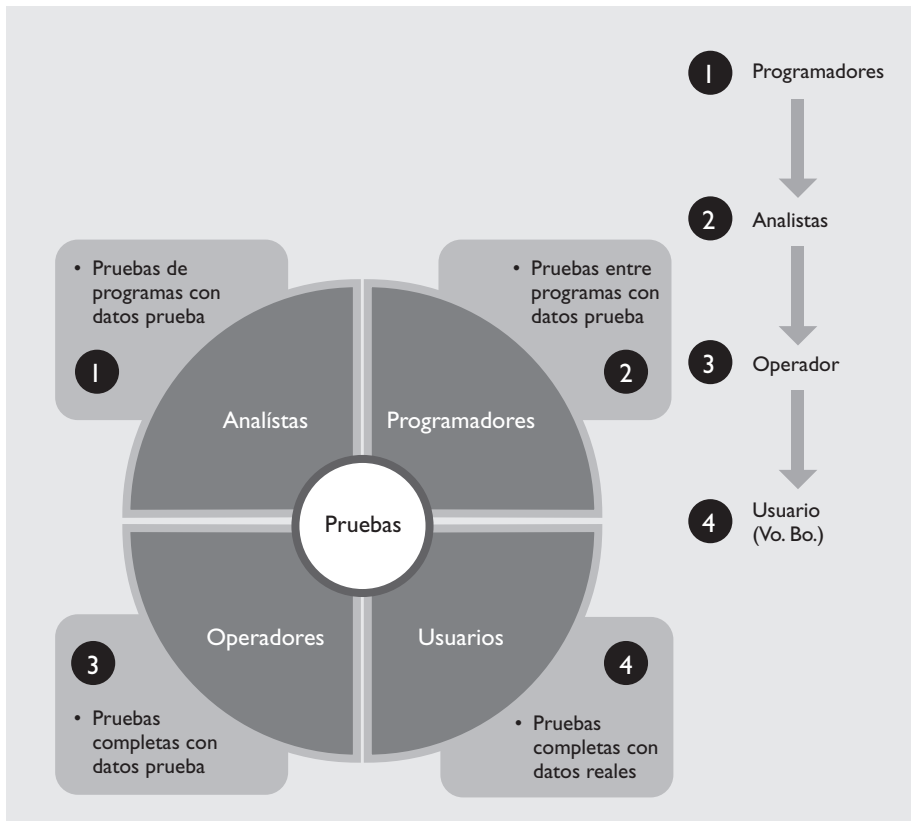 1 Programadores
2 Analistas
3 Operador
4 Usuario
(Vo. Bo.)
• Pruebas de
programas con
datos prueba
1
• Pruebas entre
programas con
datos prueba
2
Analístas
Programadores
Pruebas
Operadores
Usuarios
3
• Pruebas
completas con
datos prueba
4
• Pruebas
completas con
datos reales